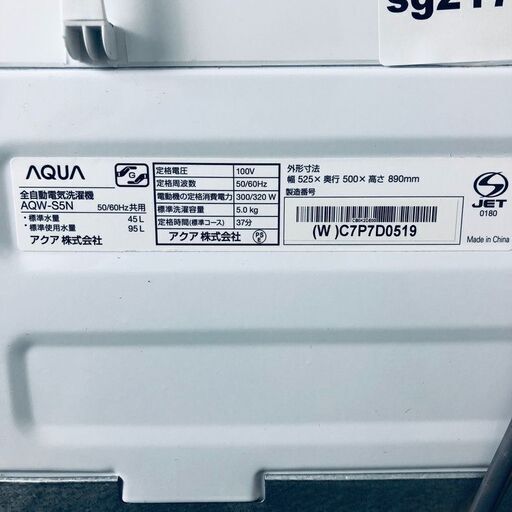 sg217
AQUA
全自動電気洗濯機
AQW-S5N 50/60Hz共用
・標準水量 45L
・標準使用水量 95L
アクア株式会社
定格電圧 100V
定格周波数 50/60Hz
電動機の定格消費電力 300/320 W
標準洗濯容量 5.0 kg
定格時間(標準コース) 37分
アクア 株式会社
PS
E
外形寸法
幅 525× 奥行 500× 高さ 890mm
製造番号
(W )C7P7D0519
S
JET
0180
Made in China